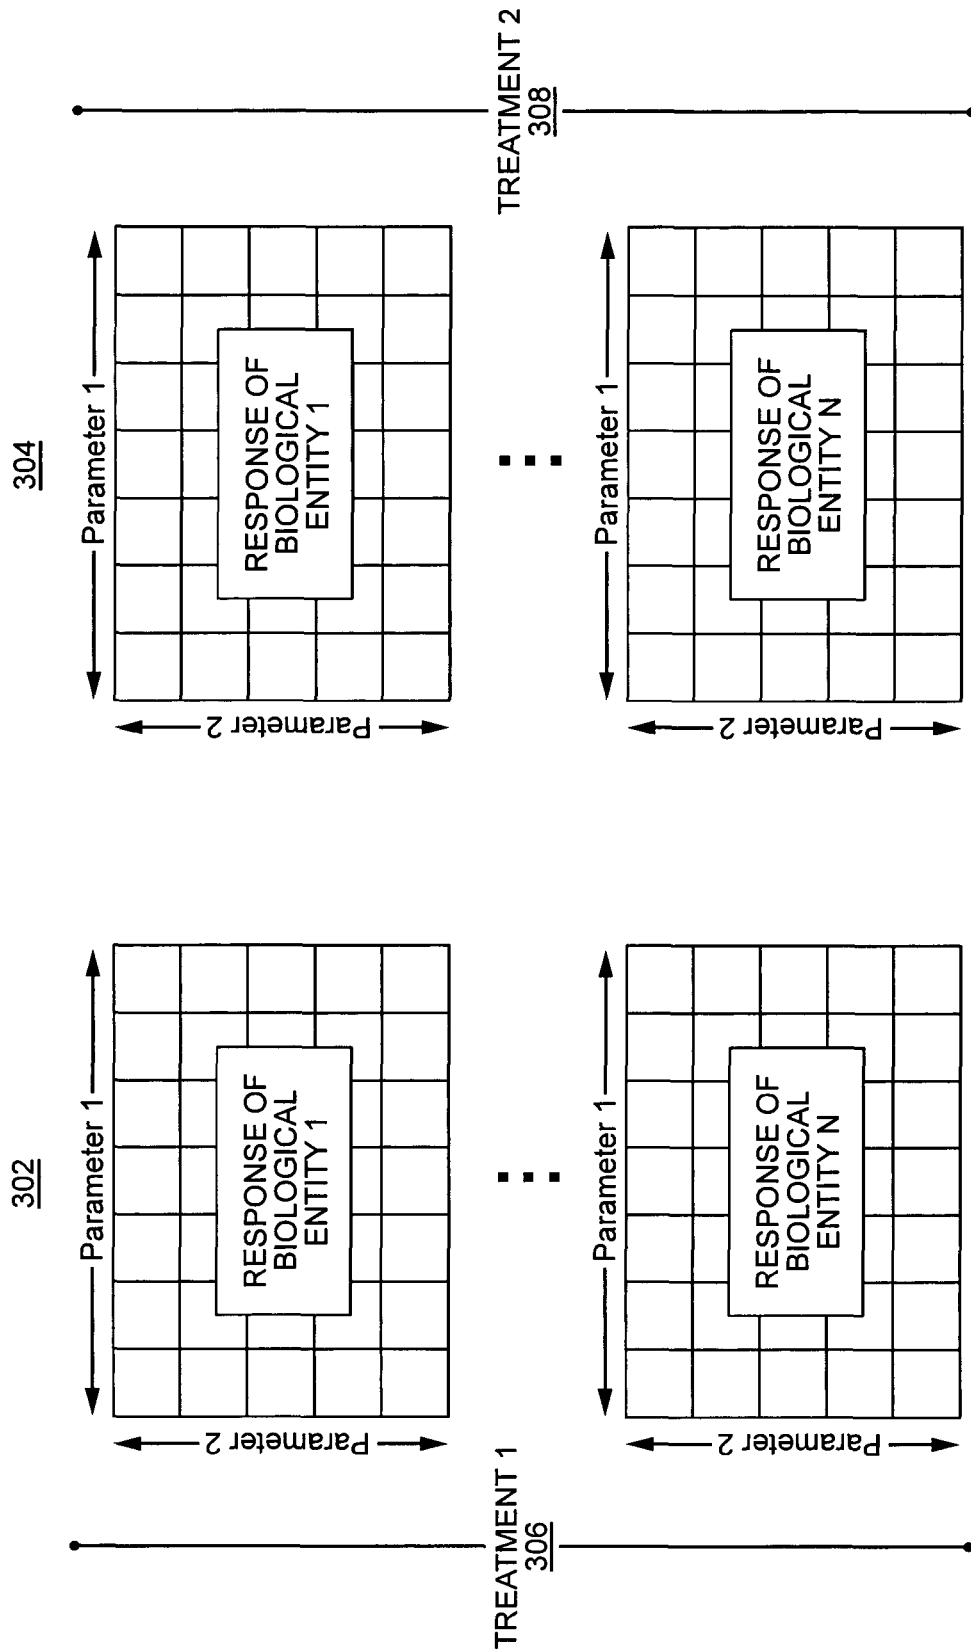 302
Parameter 1
Parameter 2
RESPONSE OF
BIOLOGICAL
ENTITY 1
Parameter 1
Parameter 2
RESPONSE OF
BIOLOGICAL
ENTITY N
TREATMENT 1
306
304
Parameter 1
Parameter 2
RESPONSE OF
BIOLOGICAL
ENTITY 1
Parameter 1
Parameter 2
RESPONSE OF
BIOLOGICAL
ENTITY N
TREATMENT 2
308